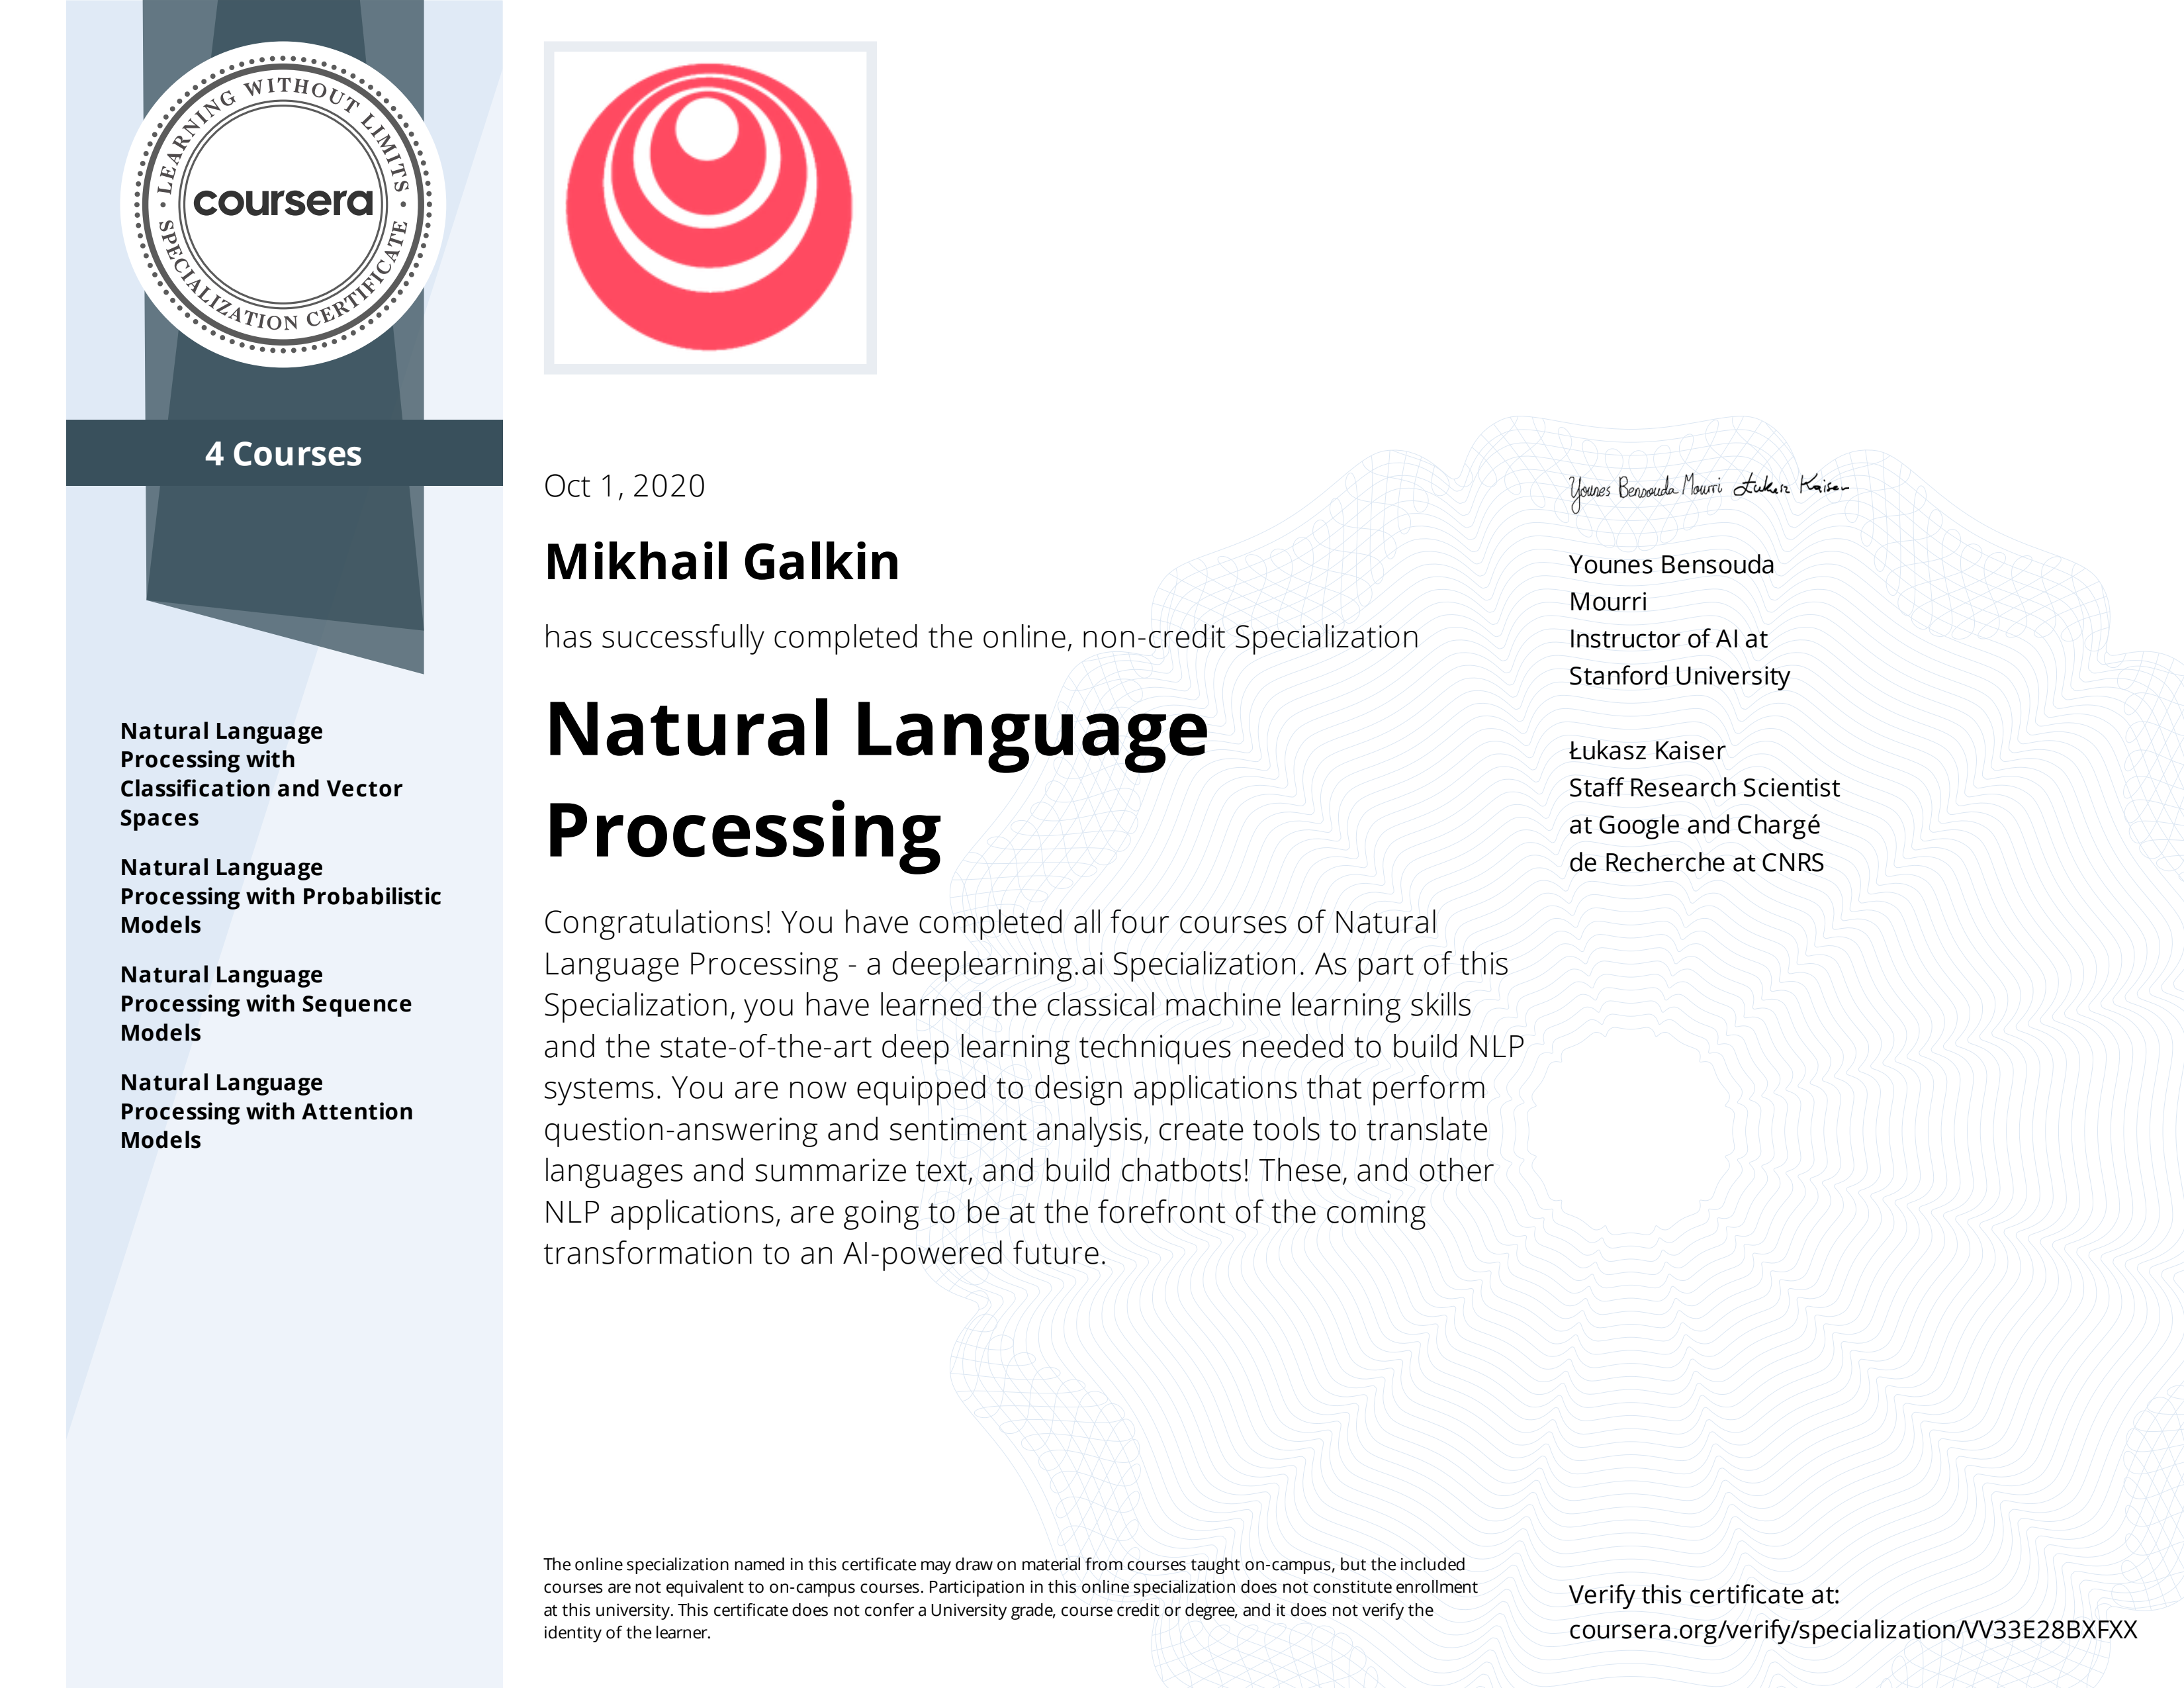 LEARNING WITHOUT LIMITS
coursera
SPECIALIZATION CERTIFICATE
4 Courses
Natural Language
Processing with
Classification and Vector
Spaces
Natural Language
Processing with Probabilistic
Models
Natural Language
Processing with Sequence
Models
Natural Language
Processing with Attention
Models
Oct 1, 2020
Mikhail Galkin
has successfully completed the online, non-credit Specialization
Natural Language
Processing
Congratulations! You have completed all four courses of Natural
Language Processing - a deeplearning.ai Specialization. As part of this
Specialization, you have learned the classical machine learning skills
and the state-of-the-art deep learning techniques needed to build NLP
systems. You are now equipped to design applications that perform
question-answering and sentiment analysis, create tools to translate
languages and summarize text, and build chatbots! These, and other
NLP applications, are going to be at the forefront of the coming
transformation to an AI-powered future.
The online specialization named in this certificate may draw on material from courses taught on-campus, but the included
courses are not equivalent to on-campus courses. Participation in this online specialization does not constitute enrollment
at this university. This certificate does not confer a University grade, course credit or degree, and it does not verify the
identity of the learner.
Younes Bensouda Mourri Łukasz Kaiser
Younes Bensouda
Mourri
Instructor of AI at
Stanford University
Łukasz Kaiser
Staff Research Scientist
at Google and Chargé
de Recherche at CNRS
Verify this certificate at:
coursera.org/verify/specialization/VV33E28BXFXX